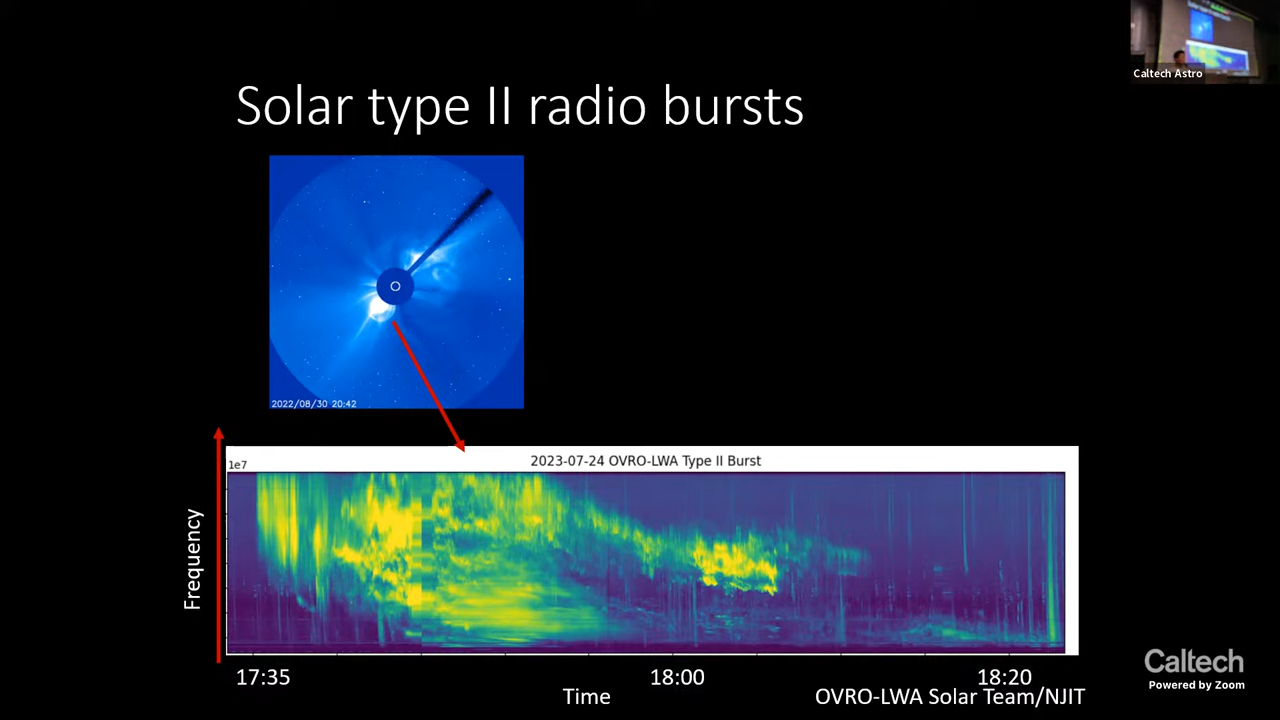 Caltech Astro
Solar type II radio bursts
2022/08/30 20:42
2023-07-24 OVRO-LWA Type II Burst
1e7
Frequency
17:35
18:00
18:20
Time
OVRO-LWA Solar Team/NJIT
Caltech
Powered by Zoom